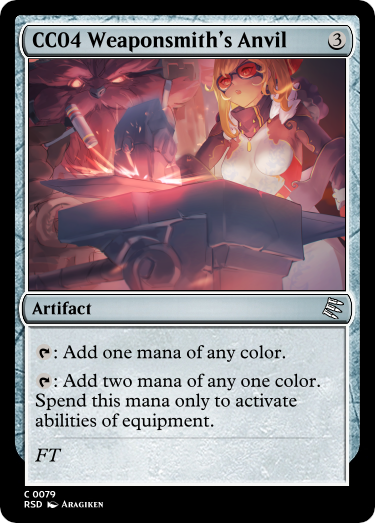 CC04 Weaponsmith's Anvil 3
Artifact
: Add one mana of any color.
: Add two mana of any one color.
Spend this mana only to activate
abilities of equipment.
FT
C 0079
RSD Aragiken